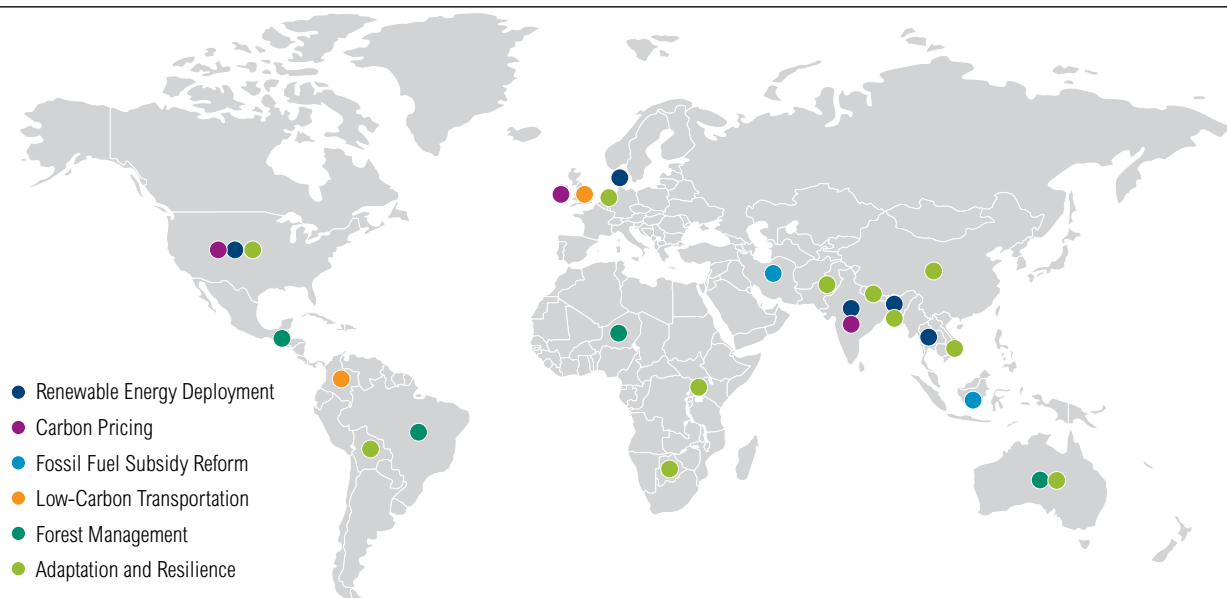 Renewable Energy Deployment
Carbon Pricing
Fossil Fuel Subsidy Reform
Low-Carbon Transportation
Forest Management
Adaptation and Resilience